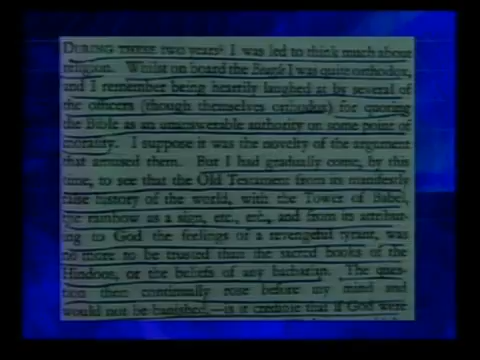 DURING THESE two years¹ I was led to think much about
religion. Whilst on board the Beagle I was quite orthodox,
and I remember being heartily laughed at by several of
the officers (though themselves orthodox) for quoting
the Bible as an unanswerable authority on some point of
morality. I suppose it was the novelty of the argument
that amused them. But I had gradually come, by this
time, to see that the Old Testament from its manifestly
false history of the world, with the Tower of Babel,
the rainbow as a sign, etc., etc., and from its attribut-
ing to God the feelings of a revengeful tyrant, was
no more to be trusted than the sacred books of the
Hindoos, or the beliefs of any barbarian. The ques-
tion then continually rose before my mind and
would not be banished,—is it credible that if God were